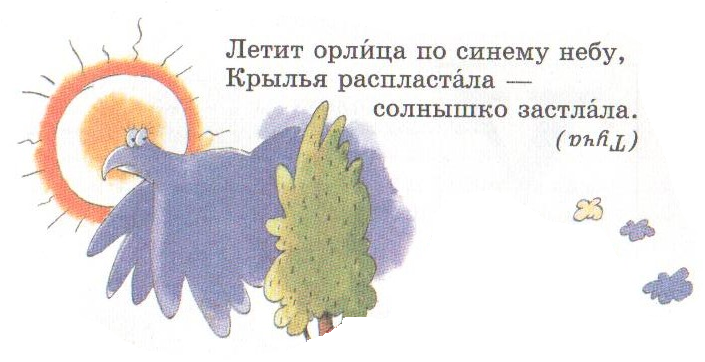 Летит орли́ца по синему небу,
Крылья распласта́ла —
солнышко застла́ла.
(Туча)